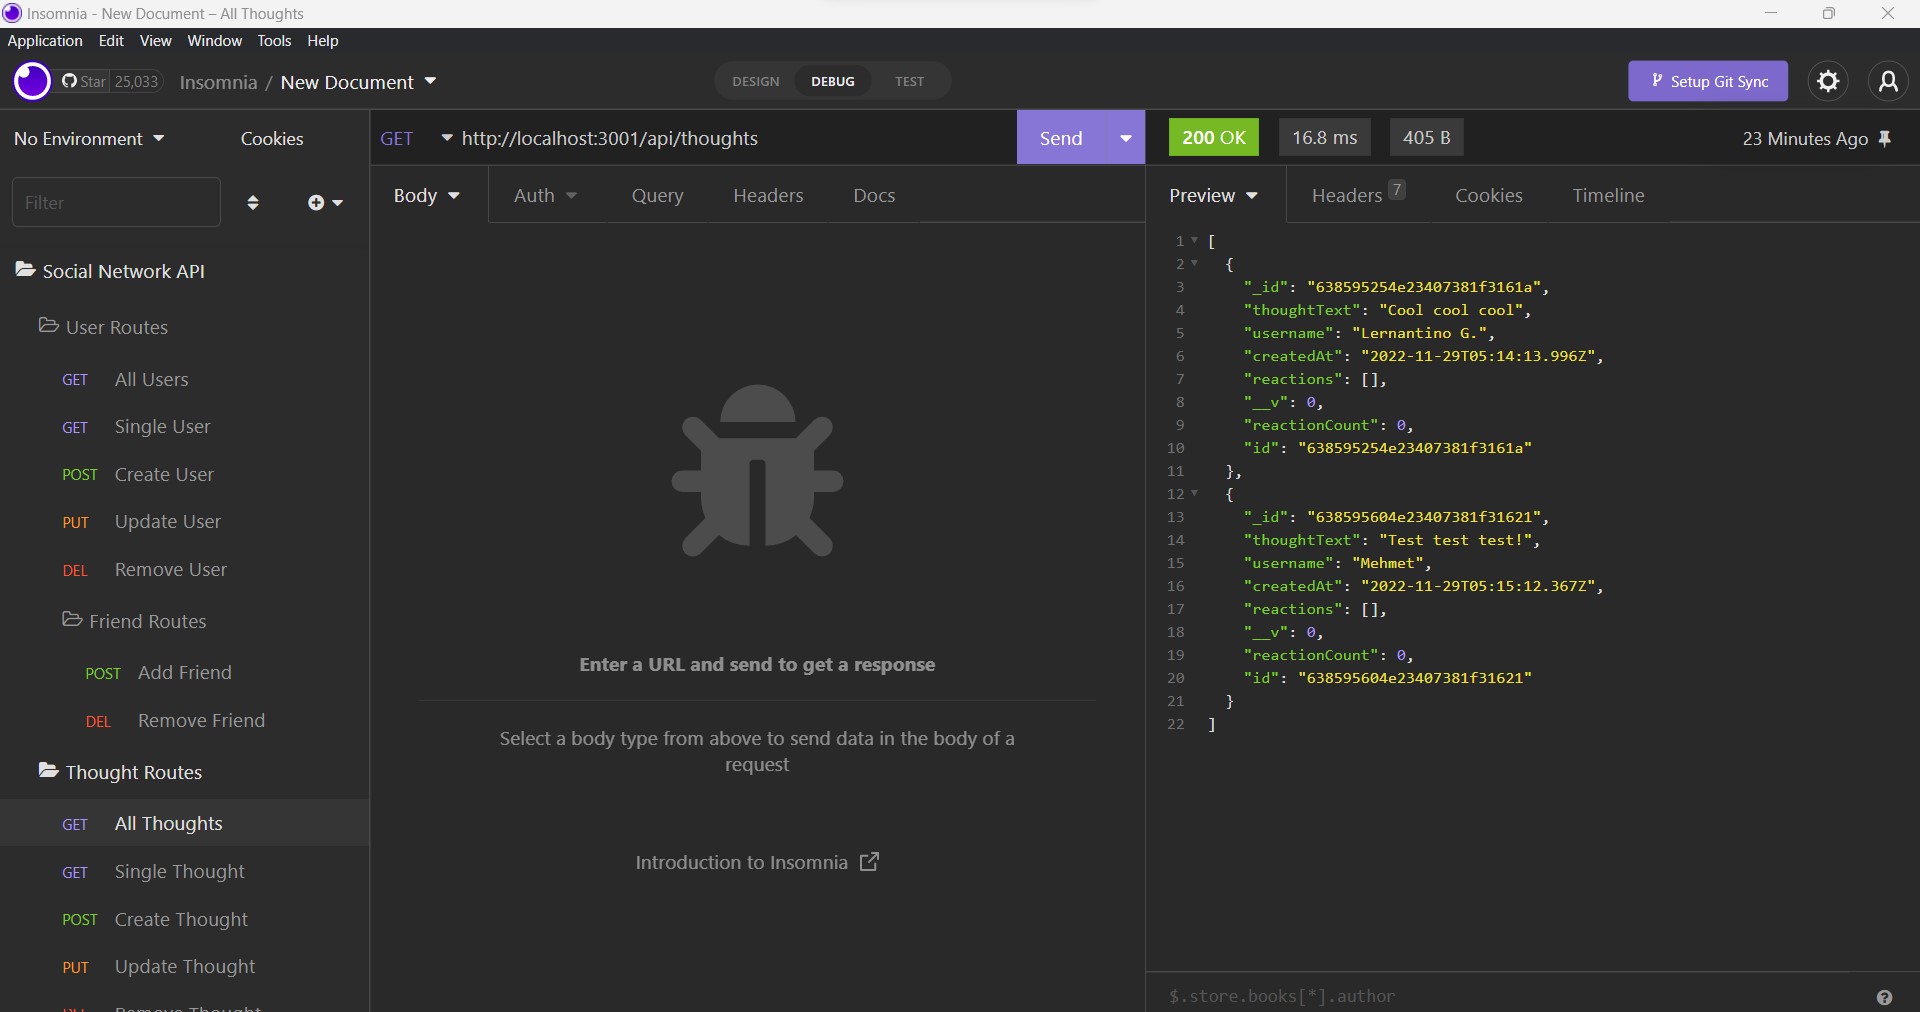 Insomnia - New Document – All Thoughts
Application Edit View Window Tools Help
Star 25,033 Insomnia / New Document
DESIGN DEBUG TEST
Setup Git Sync
No Environment Cookies
GET http://localhost:3001/api/thoughts Send
200 OK 16.8 ms 405 B 23 Minutes Ago
Filter
Body Auth Query Headers Docs
Preview Headers 7 Cookies Timeline
Social Network API
User Routes
GET All Users
GET Single User
POST Create User
PUT Update User
DEL Remove User
Friend Routes
POST Add Friend
DEL Remove Friend
Thought Routes
GET All Thoughts
GET Single Thought
POST Create Thought
PUT Update Thought
DEL Remove Thought
Enter a URL and send to get a response
Select a body type from above to send data in the body of a
request
Introduction to Insomnia
1 [
2 {
3 "_id": "638595254e23407381f3161a",
4 "thoughtText": "Cool cool cool",
5 "username": "Lernantino G.",
6 "createdAt": "2022-11-29T05:14:13.996Z",
7 "reactions": [],
8 "__v": 0,
9 "reactionCount": 0,
10 "id": "638595254e23407381f3161a"
11 },
12 {
13 "_id": "638595604e23407381f31621",
14 "thoughtText": "Test test test!",
15 "username": "Mehmet",
16 "createdAt": "2022-11-29T05:15:12.367Z",
17 "reactions": [],
18 "__v": 0,
19 "reactionCount": 0,
20 "id": "638595604e23407381f31621"
21 }
22 ]
$.store.books[*].author